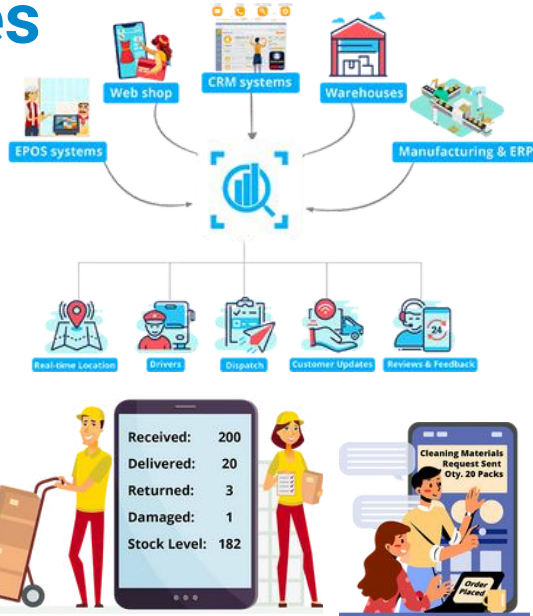 es
Web shop
CRM systems
Warehouses
EPOS systems
Manufacturing & ERP
Real-time Location
Drivers
Dispatch
Customer Updates
24
Reviews & Feedback
Received: 200
Delivered: 20
Returned: 3
Damaged: 1
Stock Level: 182
Cleaning Materials
Request Sent
Qty. 20 Packs
Order
Placed